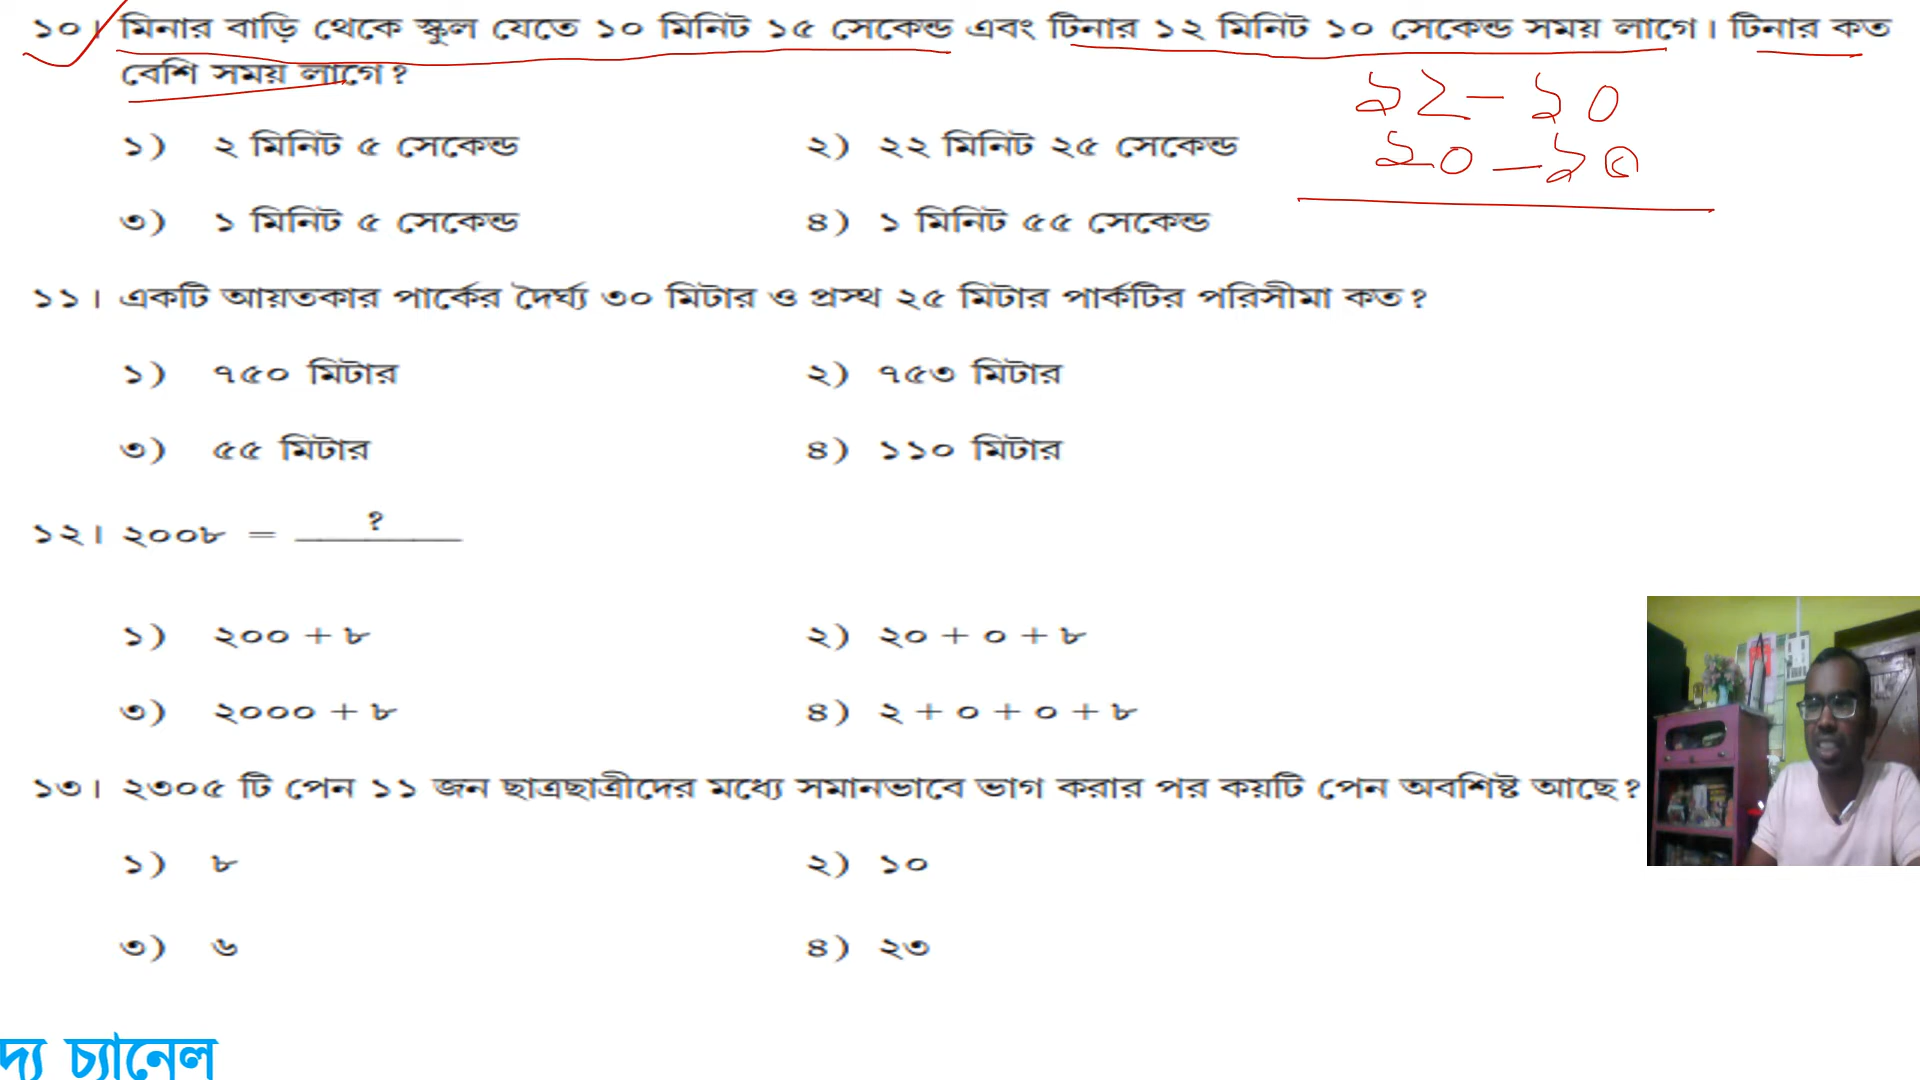 ১০। মিনার বাড়ি থেকে স্কুল যেতে ১০ মিনিট ১৫ সেকেন্ড এবং টিনার ১২ মিনিট ১০ সেকেন্ড সময় লাগে। টিনার কত
বেশি সময় লাগে?
১২ – ১০
১০ – ১৫
১) ২ মিনিট ৫ সেকেন্ড ২) ২২ মিনিট ২৫ সেকেন্ড
৩) ১ মিনিট ৫ সেকেন্ড ৪) ১ মিনিট ৫৫ সেকেন্ড
১১। একটি আয়তকার পার্কের দৈর্ঘ্য ৩০ মিটার ও প্রস্থ ২৫ মিটার পার্কটির পরিসীমা কত?
১) ৭৫০ মিটার ২) ৭৫৩ মিটার
৩) ৫৫ মিটার ৪) ১১০ মিটার
১২। ২০০৮ = ?
১) ২০০ + ৮ ২) ২০ + ০ + ৮
৩) ২০০০ + ৮ ৪) ২ + ০ + ০ + ৮
১৩। ২৩০৫ টি পেন ১১ জন ছাত্রছাত্রীদের মধ্যে সমানভাবে ভাগ করার পর কয়টি পেন অবশিষ্ট আছে?
১) ৮ ২) ১০
৩) ৬ ৪) ২৩
দ্য চ্যানেল